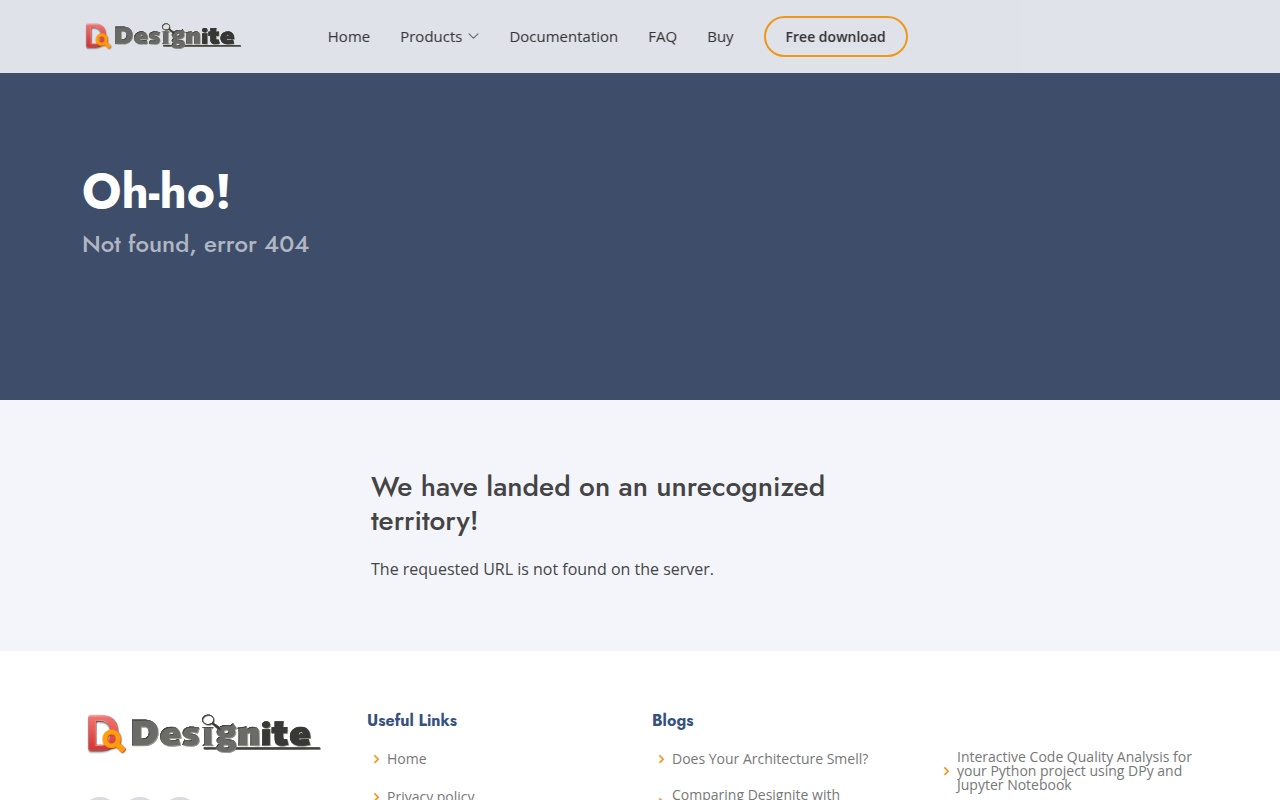 Designite
Home
Products
Documentation
FAQ
Buy
Free download
Oh-ho!
Not found, error 404
We have landed on an unrecognized
territory!
The requested URL is not found on the server.
Designite
Useful Links
Home
Privacy policy
Blogs
Does Your Architecture Smell?
Comparing Designite with
Interactive Code Quality Analysis for
your Python project using DPy and
Jupyter Notebook